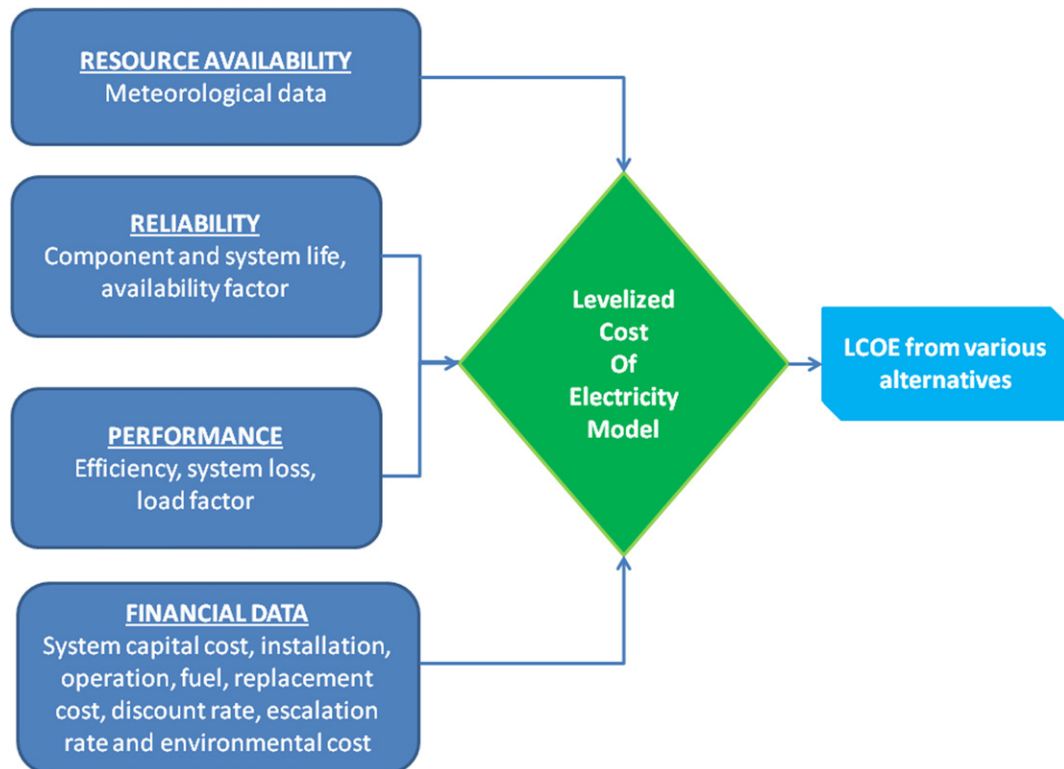 RESOURCE AVAILABILITY
Meteorological data
RELIABILITY
Component and system life,
availability factor
PERFORMANCE
Efficiency, system loss,
load factor
FINANCIAL DATA
System capital cost, installation,
operation, fuel, replacement
cost, discount rate, escalation
rate and environmental cost
Levelized
Cost
Of
Electricity
Model
LCOE from various
alternatives